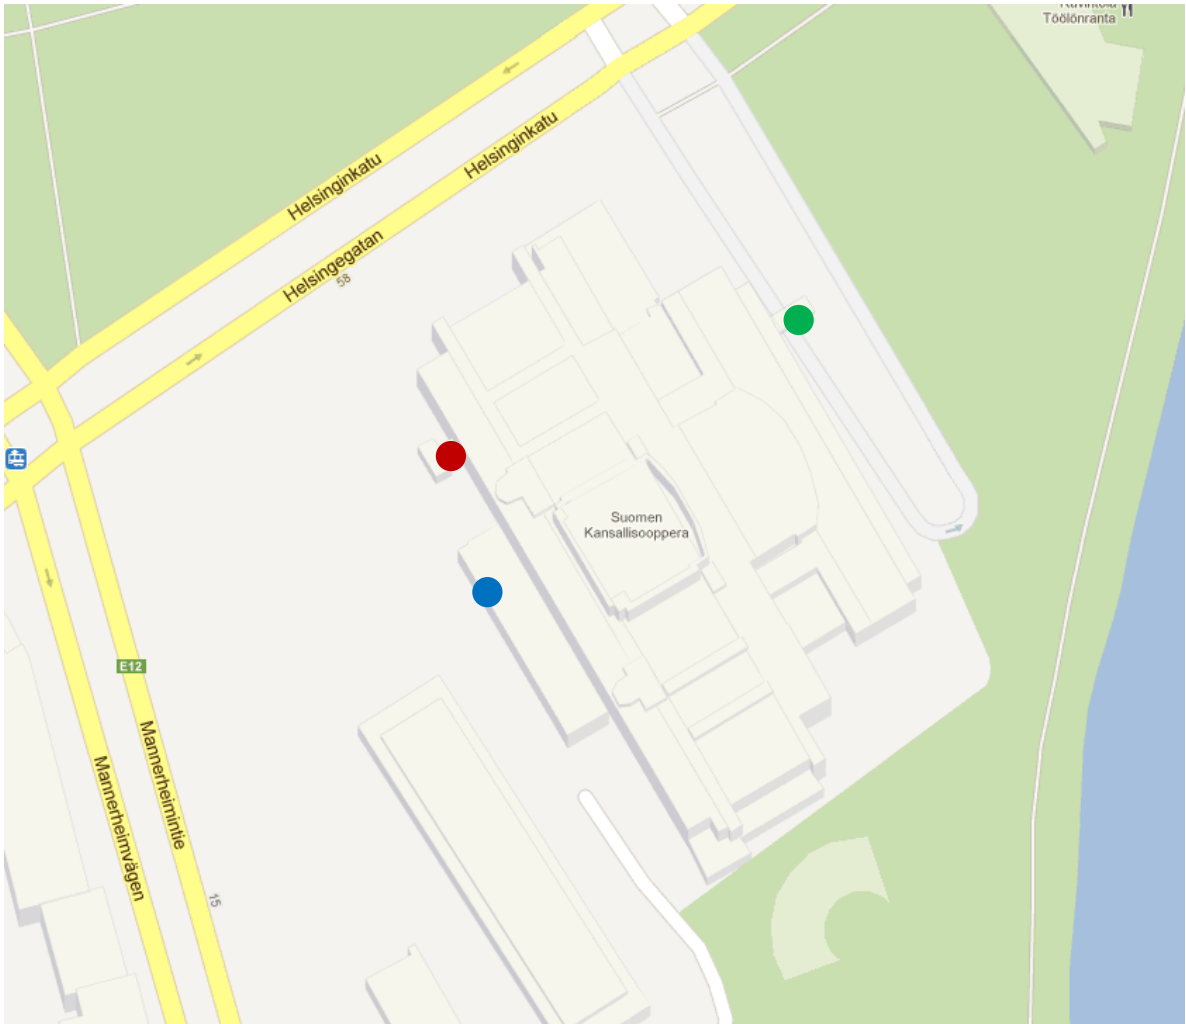 Töölönranta
Helsinginkatu
Helsinginkatu
Helsingegatan
58
Suomen
Kansallisooppera
E12
Mannerheimintie
Mannerheimvägen
15